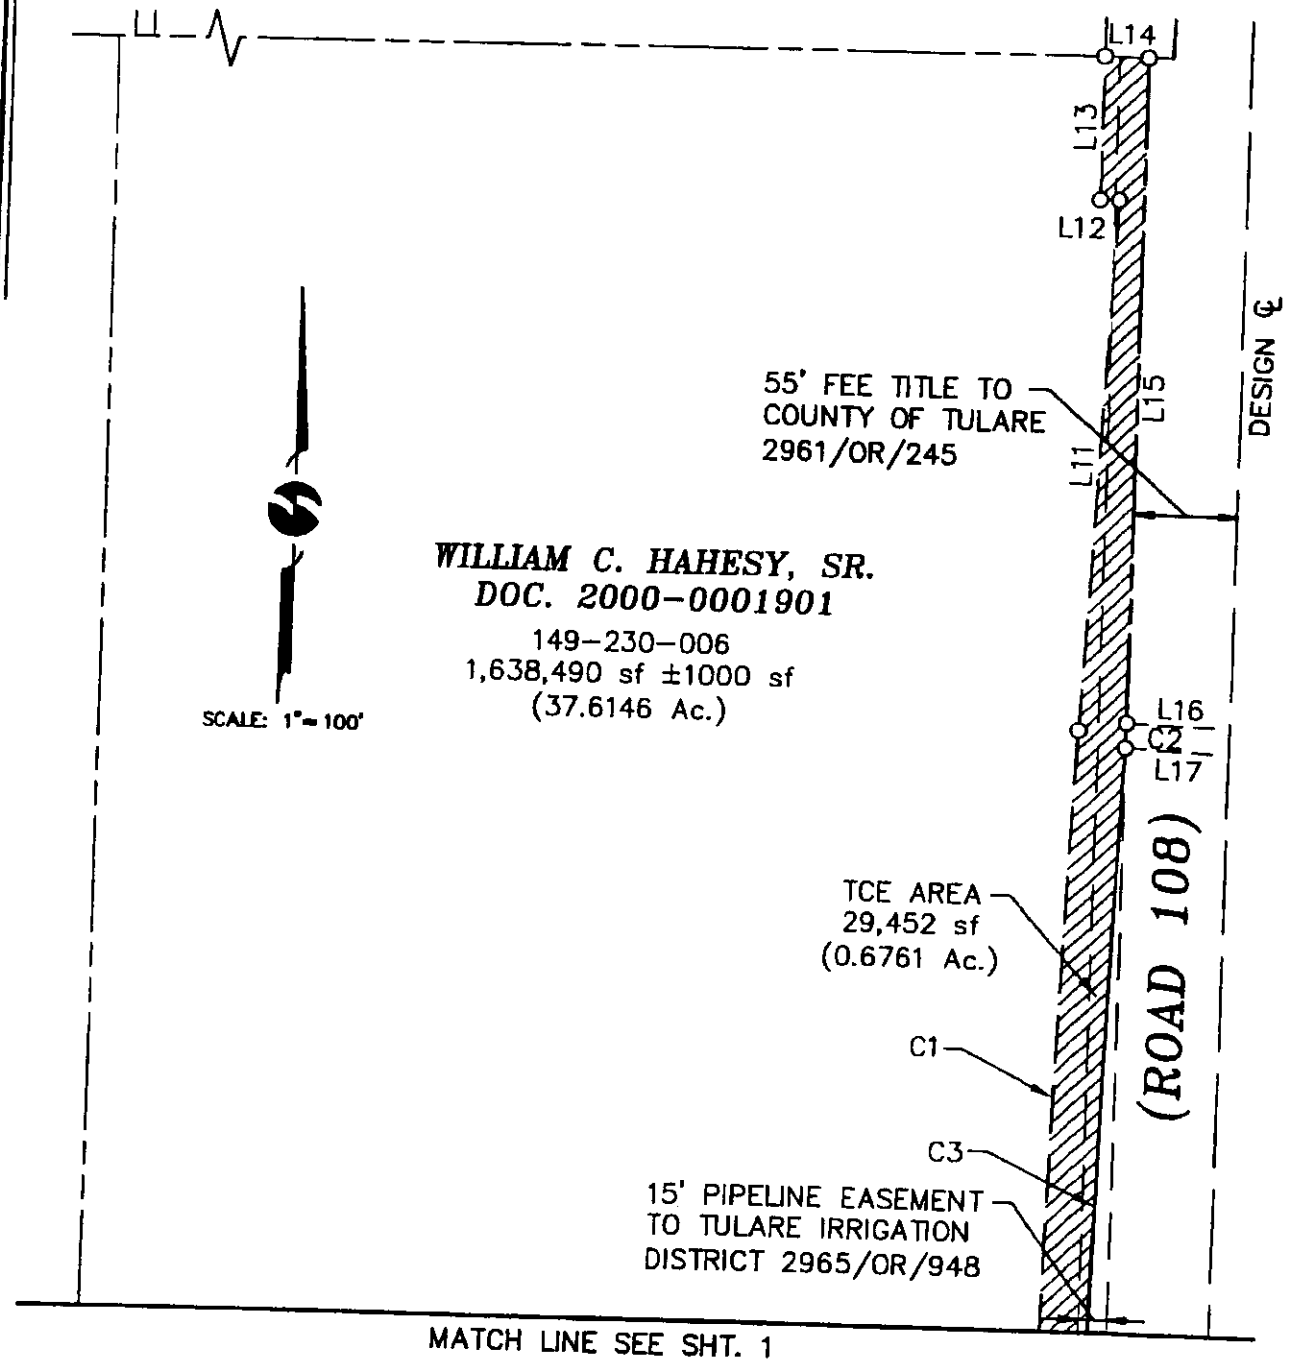 L14
L13
L12
DESIGN ℄
55' FEE TITLE TO
COUNTY OF TULARE
2961/OR/245
L15
L11
WILLIAM C. HAHESY, SR.
DOC. 2000-0001901
149-230-006
1,638,490 sf ±1000 sf
(37.6146 Ac.)
SCALE: 1"=100'
L16
C2
L17
(ROAD 108)
TCE AREA
29,452 sf
(0.6761 Ac.)
C1
C3
15' PIPELINE EASEMENT
TO TULARE IRRIGATION
DISTRICT 2965/OR/948
MATCH LINE SEE SHT. 1